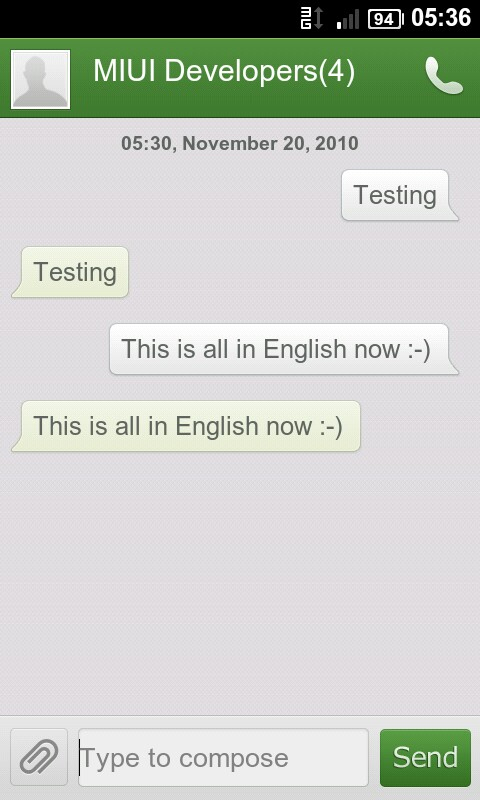 94 05:36
MIUI Developers(4)
05:30, November 20, 2010
Testing
Testing
This is all in English now :-)
This is all in English now :-)
Type to compose
Send